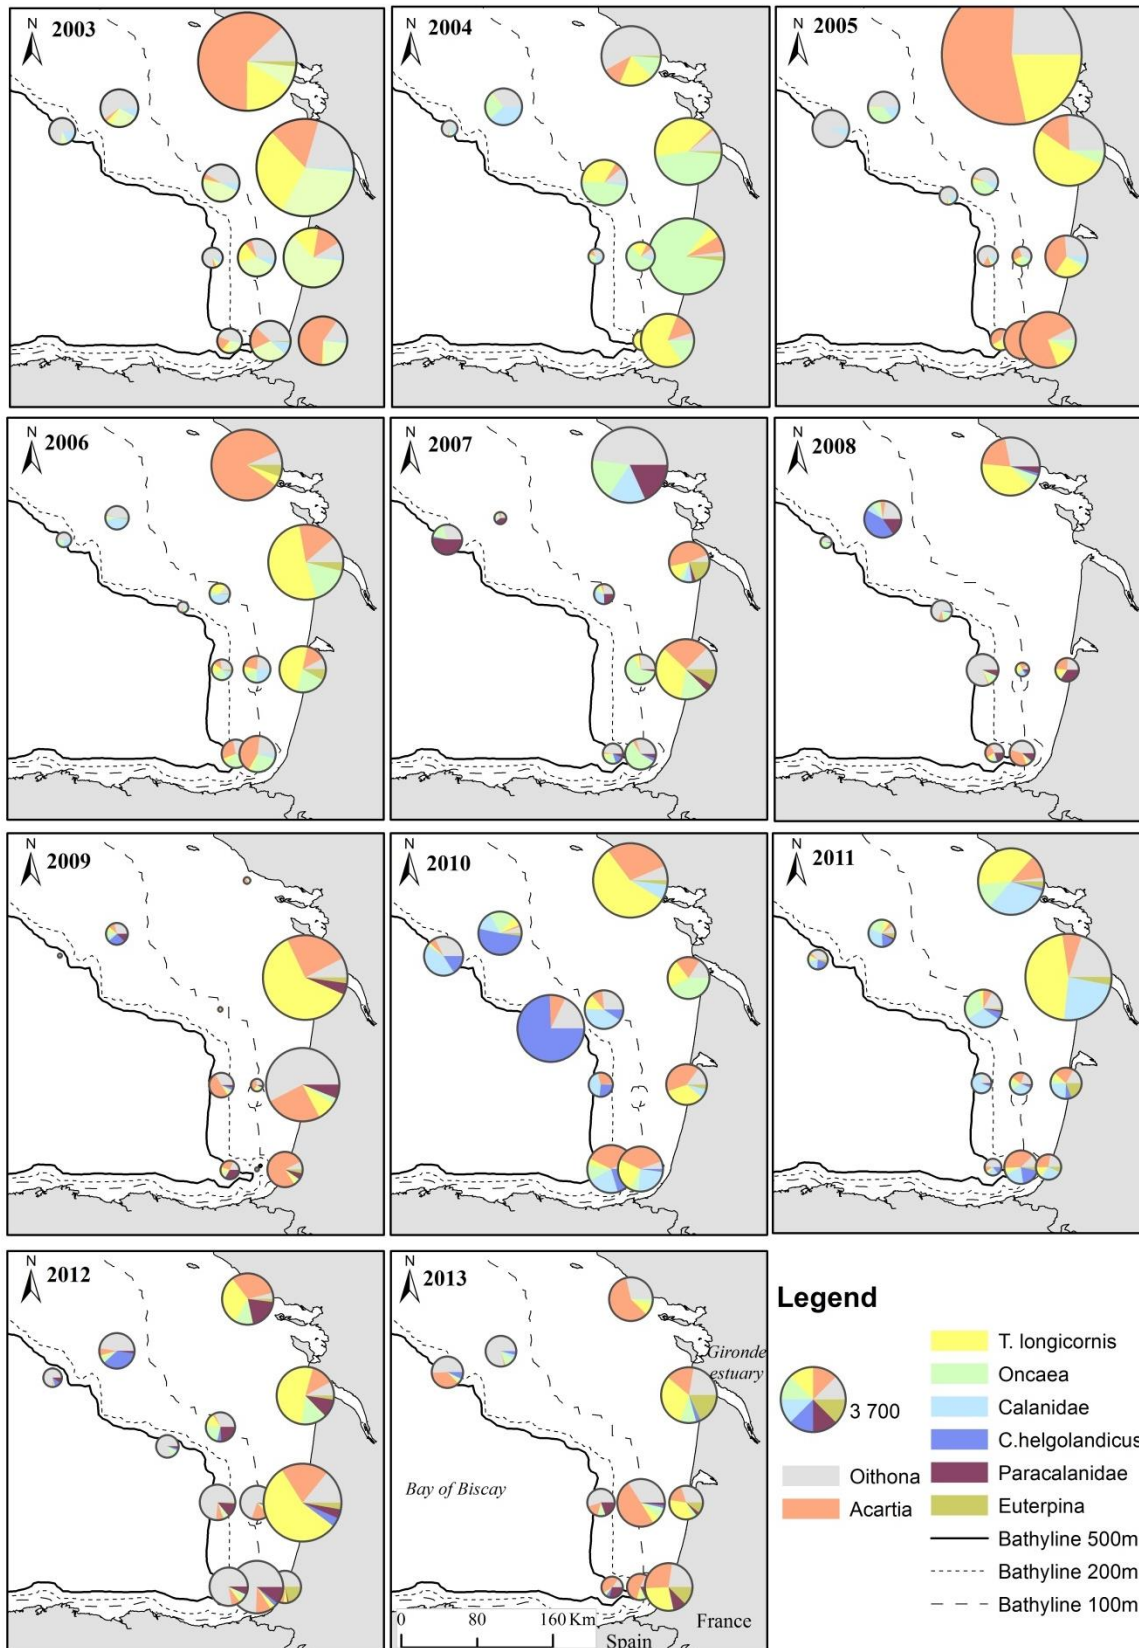 N
2003
N
2004
N
2005
N
2006
N
2007
N
2008
N
2009
N
2010
N
2011
N
2012
N
2013
Gironde
estuary
Bay of Biscay
0 80 160 Km
France
Spain
Legend
3 700
Oithona
Acartia
T. longicornis
Oncaea
Calanidae
C.helgolandicus
Paracalanidae
Euterpina
Bathyline 500m
Bathyline 200m
Bathyline 100m